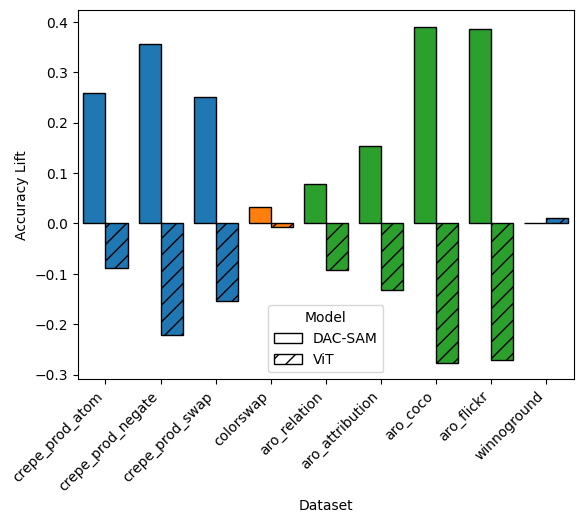 0.4
0.3
0.2
0.1
0.0
−0.1
−0.2
−0.3
Accuracy Lift
Model
DAC-SAM
ViT
crepe_prod_atom
crepe_prod_negate
crepe_prod_swap
colorswap
aro_relation
aro_attribution
aro_coco
aro_flickr
winnoground
Dataset